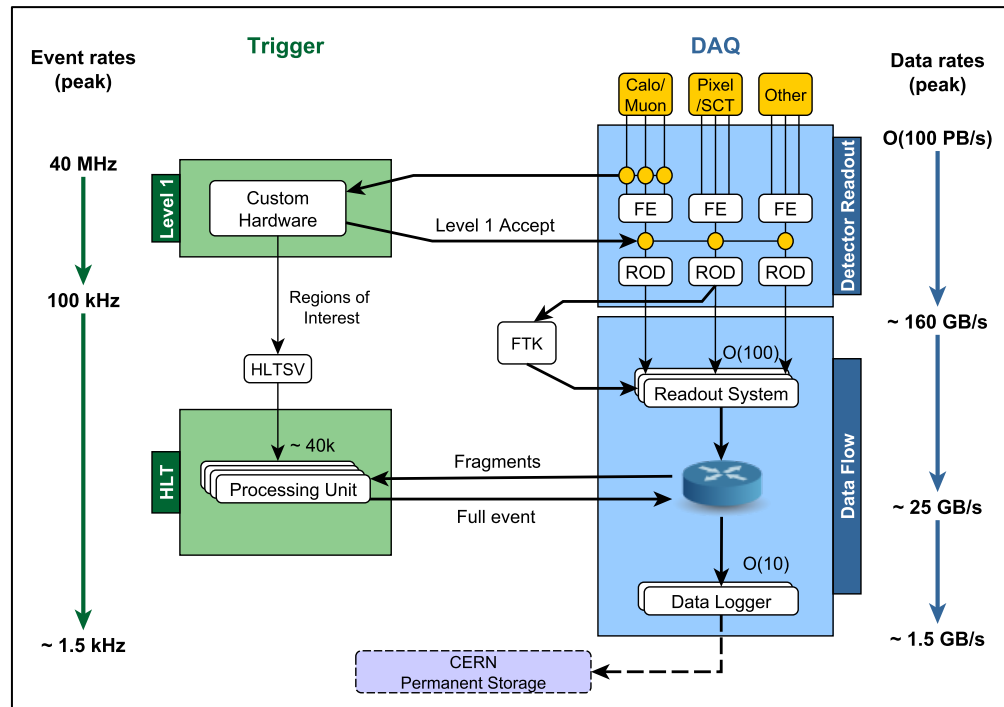 Trigger
DAQ
Event rates
(peak)
Data rates
(peak)
Calo/
Muon
Pixel
/SCT
Other
40 MHz
O(100 PB/s)
Level 1
Custom
Hardware
FE
FE
FE
Detector Readout
Level 1 Accept
ROD
ROD
ROD
100 kHz
Regions of
Interest
~ 160 GB/s
FTK
O(100)
HLTSV
Readout System
~ 40k
HLT
Processing Unit
Fragments
Full event
Data Flow
~ 25 GB/s
O(10)
Data Logger
~ 1.5 kHz
~ 1.5 GB/s
CERN
Permanent Storage